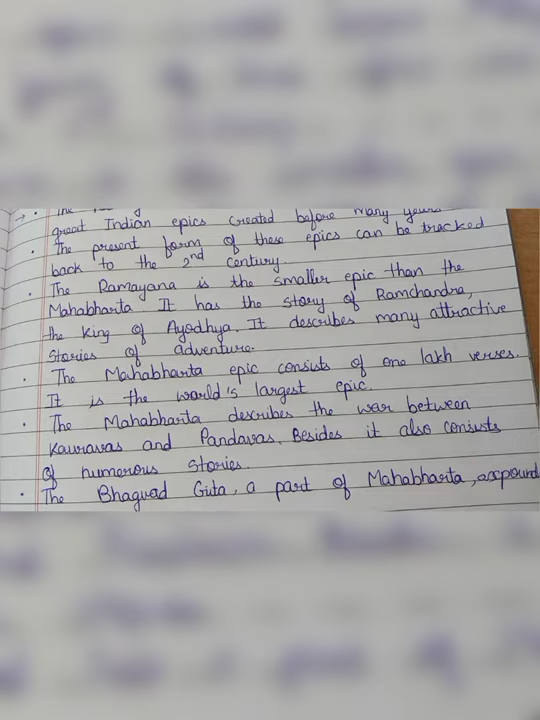 great Indian epics created before many years
• The present form of these epics can be tracked
back to the 2nd century.
• The Ramayana is the smaller epic than the
Mahabharta. It has the story of Ramchandra,
the King of Ayodhya. It describes many attractive
stories of adventure.
• The Mahabharta epic consists of one lakh verses.
It is the world's largest epic.
• The Mahabharta describes the war between
Kauravas and Pandavas. Besides it also consists
of numerous stories.
• The Bhagvad Gita, a part of Mahabharta, expound